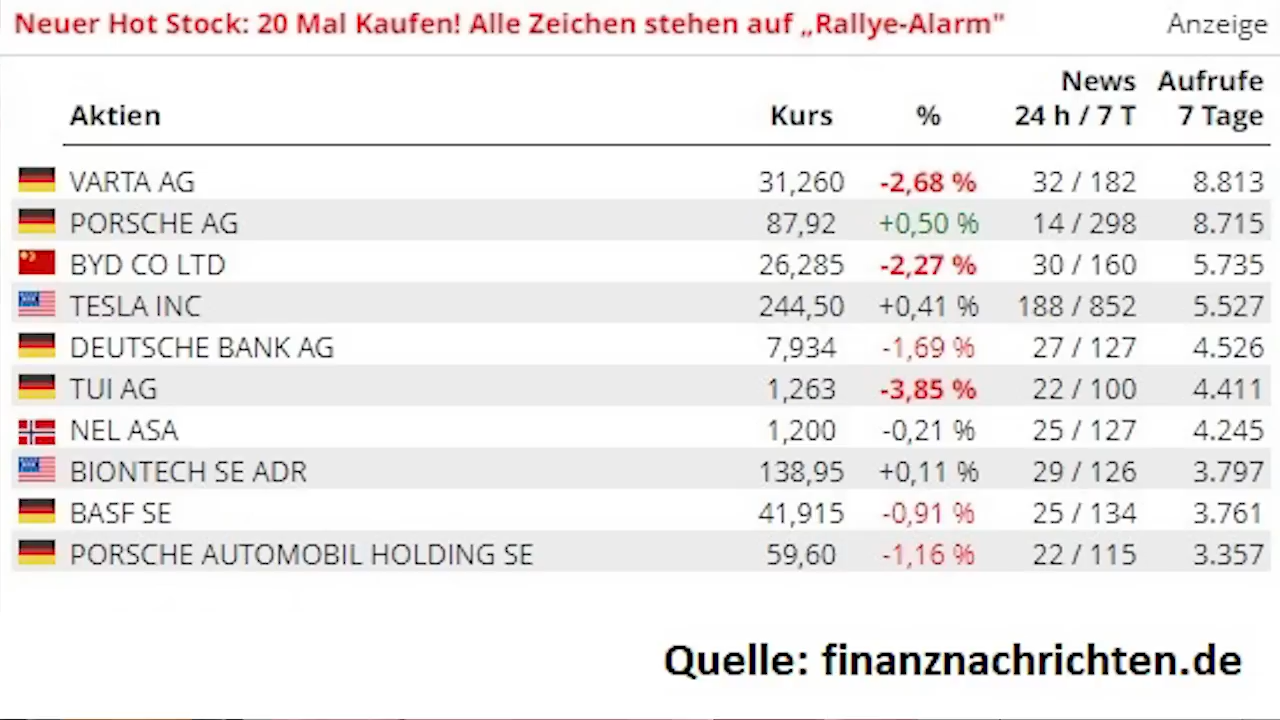 Neuer Hot Stock: 20 Mal Kaufen! Alle Zeichen stehen auf „Rallye-Alarm" Anzeige
News Aufrufe
Aktien Kurs % 24 h / 7 T 7 Tage
VARTA AG 31,260 -2,68 % 32 / 182 8.813
PORSCHE AG 87,92 +0,50 % 14 / 298 8.715
BYD CO LTD 26,285 -2,27 % 30 / 160 5.735
TESLA INC 244,50 +0,41 % 188 / 852 5.527
DEUTSCHE BANK AG 7,934 -1,69 % 27 / 127 4.526
TUI AG 1,263 -3,85 % 22 / 100 4.411
NEL ASA 1,200 -0,21 % 25 / 127 4.245
BIONTECH SE ADR 138,95 +0,11 % 29 / 126 3.797
BASF SE 41,915 -0,91 % 25 / 134 3.761
PORSCHE AUTOMOBIL HOLDING SE 59,60 -1,16 % 22 / 115 3.357
Quelle: finanznachrichten.de